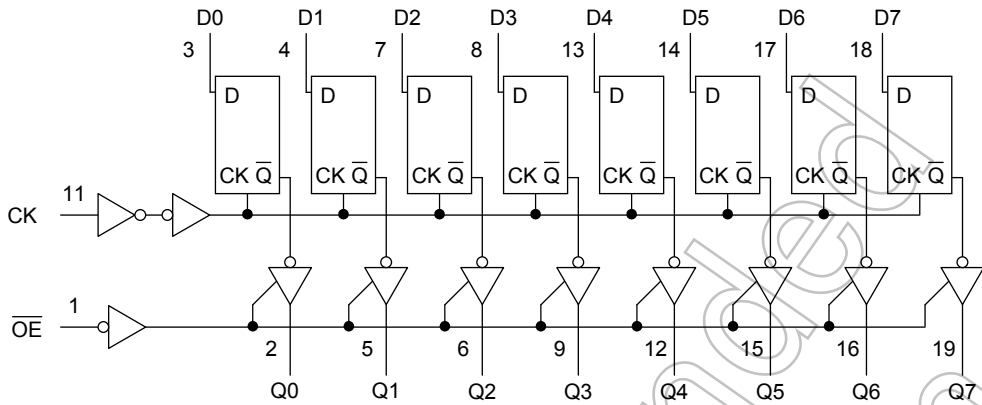 D0 D1 D2 D3 D4 D5 D6 D7
3 4 7 8 13 14 17 18
D D D D D D D D
CK Q̅ CK Q̅ CK Q̅ CK Q̅ CK Q̅ CK Q̅ CK Q̅ CK Q̅
11
CK
1
O̅E̅
2 5 6 9 12 15 16 19
Q0 Q1 Q2 Q3 Q4 Q5 Q6 Q7